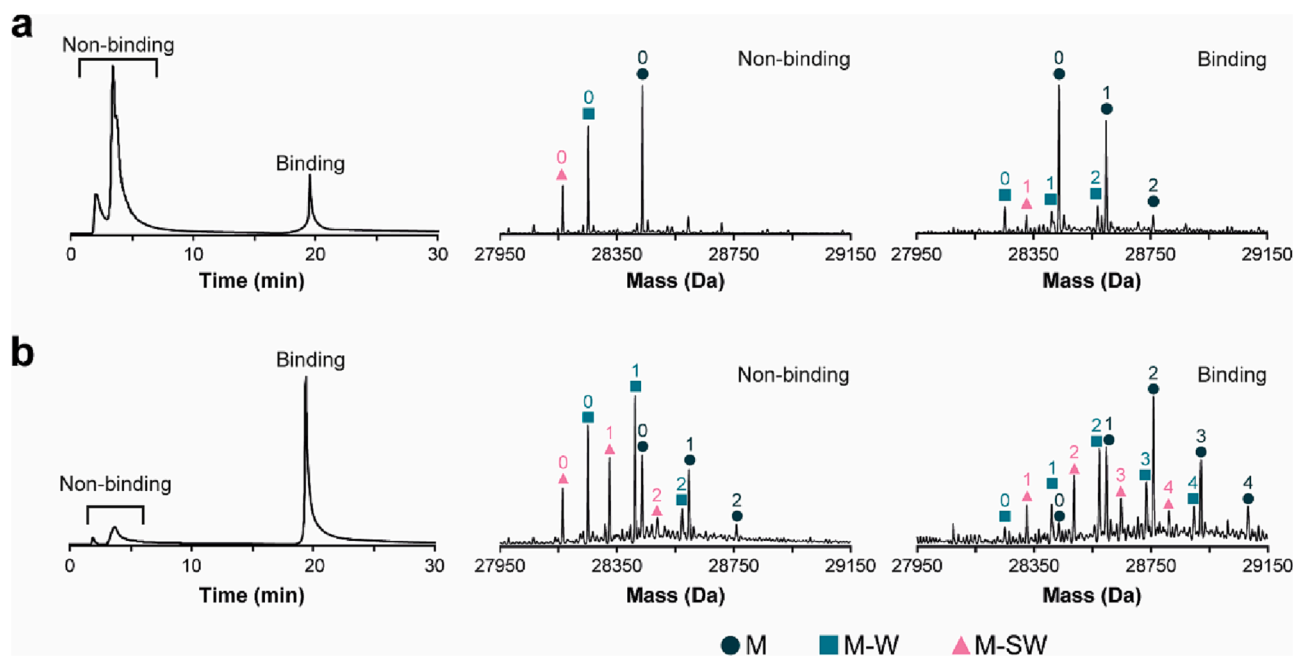 a
Non-binding
Binding
0 10 20 30
Time (min)
Non-binding
0
0
0
27950 28350 28750 29150
Mass (Da)
Binding
0
1
0 1 1 2 2
27950 28350 28750 29150
Mass (Da)
b
Non-binding
Binding
0 10 20 30
Time (min)
Non-binding
0 0 1 1 0 2 2 1 2
27950 28350 28750 29150
Mass (Da)
Binding
0 1 1 0 2 2 1 3 3 2 4 4 3 4
27950 28350 28750 29150
Mass (Da)
M M-W M-SW